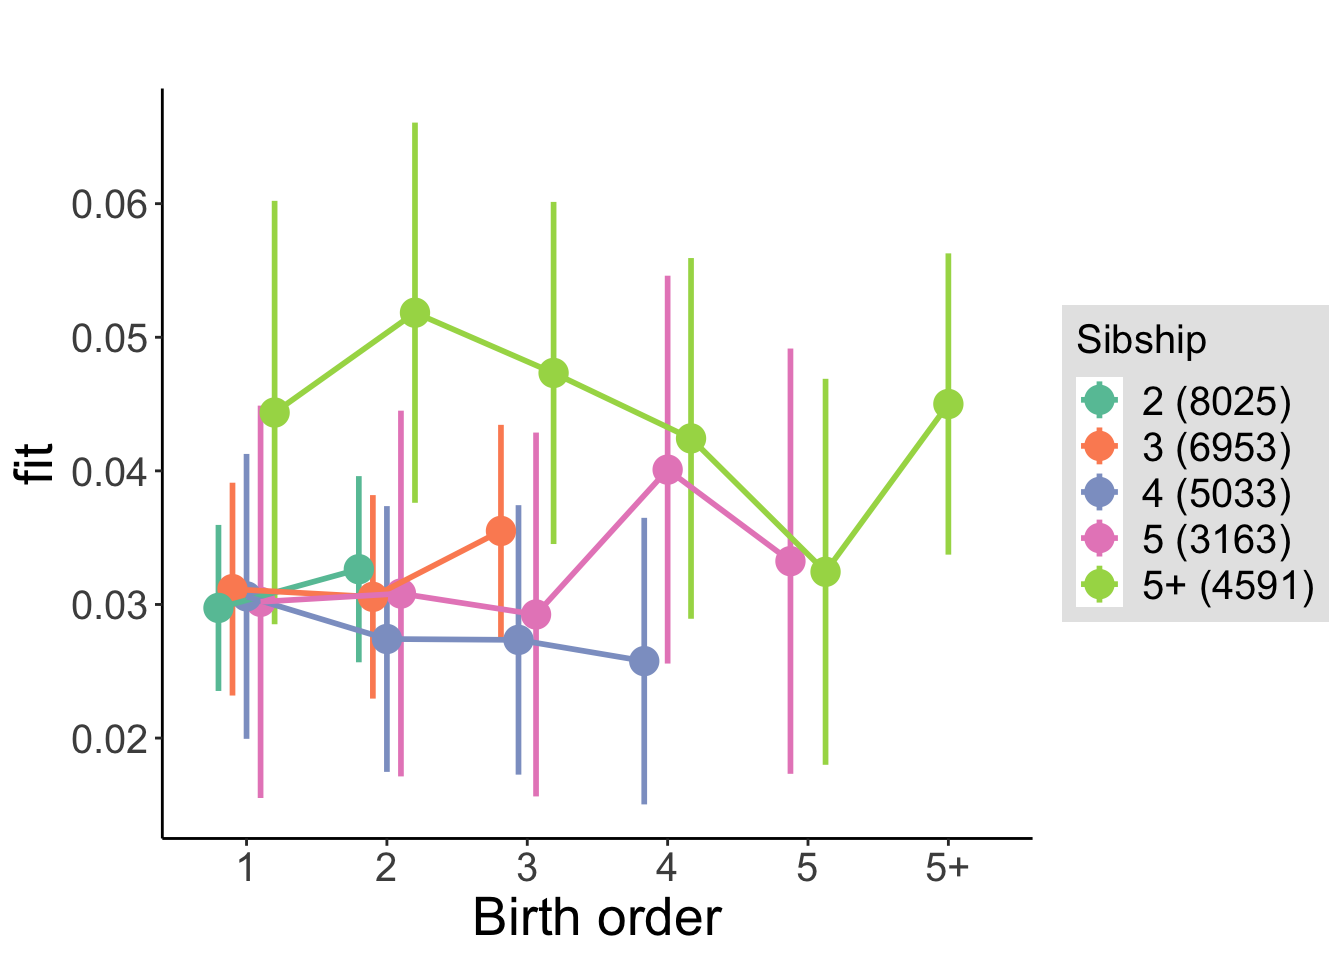 0.06
0.05
0.04
0.03
0.02
fit
1 2 3 4 5 5+
Birth order
Sibship
2 (8025)
3 (6953)
4 (5033)
5 (3163)
5+ (4591)